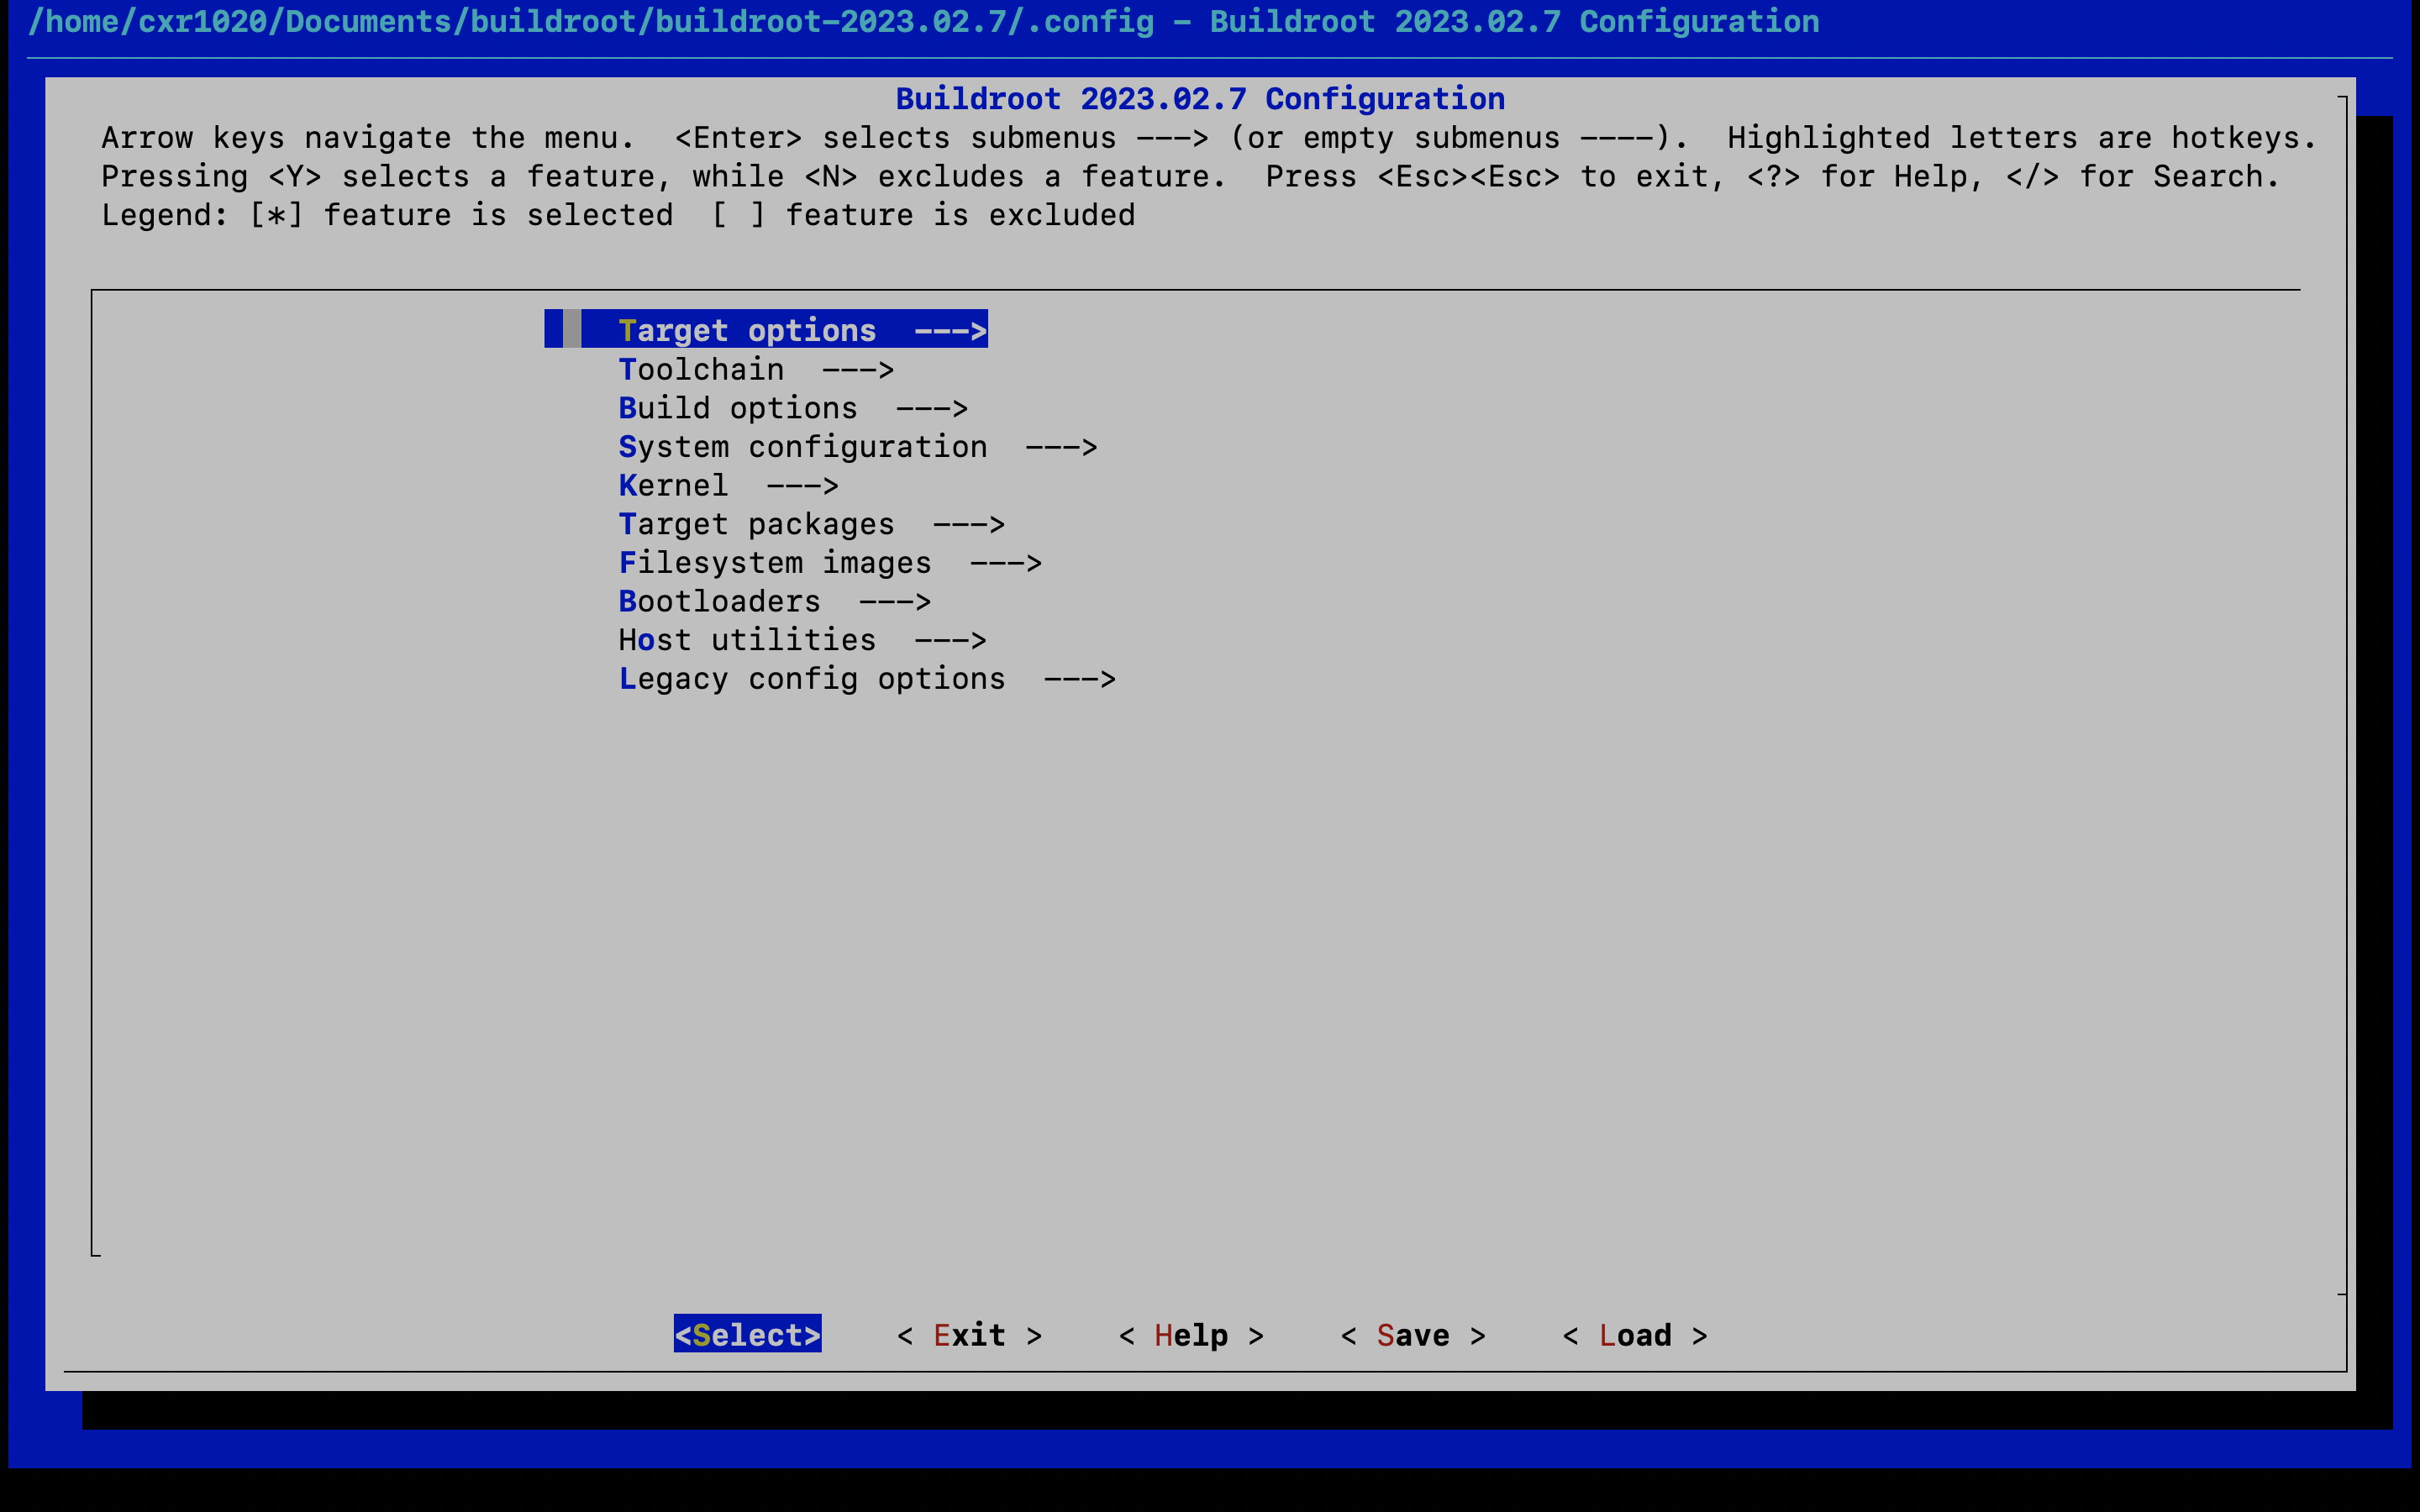 /home/cxr1020/Documents/buildroot/buildroot-2023.02.7/.config - Buildroot 2023.02.7 Configuration
Buildroot 2023.02.7 Configuration
Arrow keys navigate the menu.  <Enter> selects submenus ---> (or empty submenus ----).  Highlighted letters are hotkeys.
Pressing <Y> selects a feature, while <N> excludes a feature.  Press <Esc><Esc> to exit, <?> for Help, </> for Search.
Legend: [*] feature is selected  [ ] feature is excluded
Target options  --->
Toolchain  --->
Build options  --->
System configuration  --->
Kernel  --->
Target packages  --->
Filesystem images  --->
Bootloaders  --->
Host utilities  --->
Legacy config options  --->
<Select>    < Exit >    < Help >    < Save >    < Load >